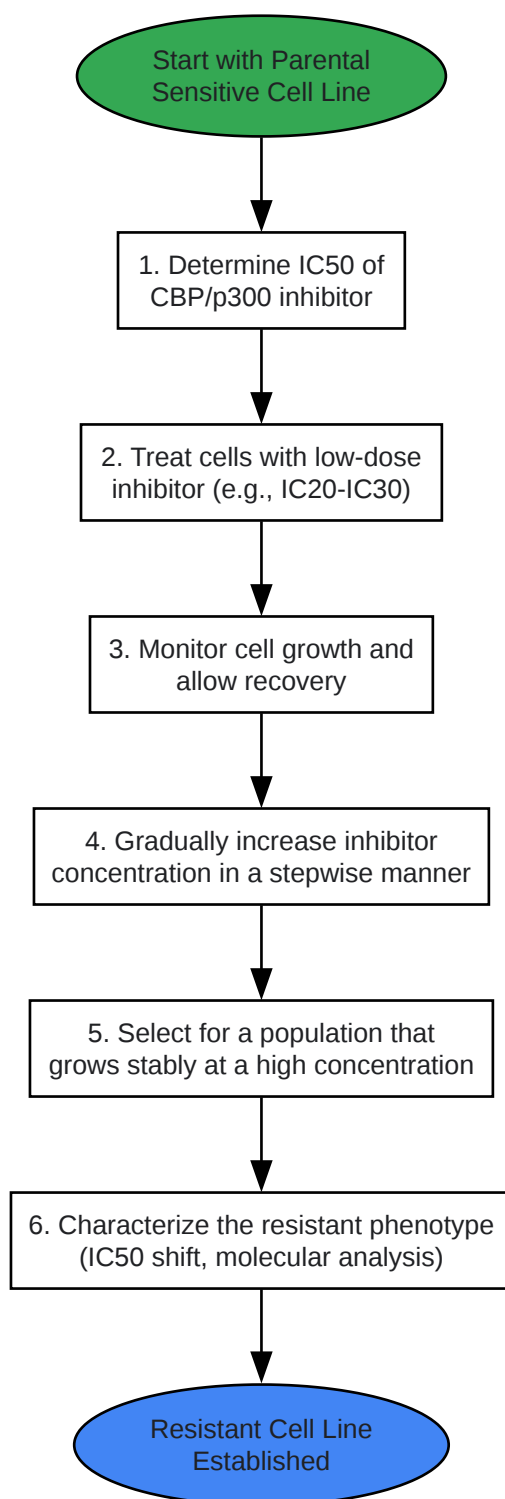 Start with Parental
Sensitive Cell Line
1. Determine IC50 of
CBP/p300 inhibitor
2. Treat cells with low-dose
inhibitor (e.g., IC20-IC30)
3. Monitor cell growth and
allow recovery
4. Gradually increase inhibitor
concentration in a stepwise manner
5. Select for a population that
grows stably at a high concentration
6. Characterize the resistant phenotype
(IC50 shift, molecular analysis)
Resistant Cell Line
Established